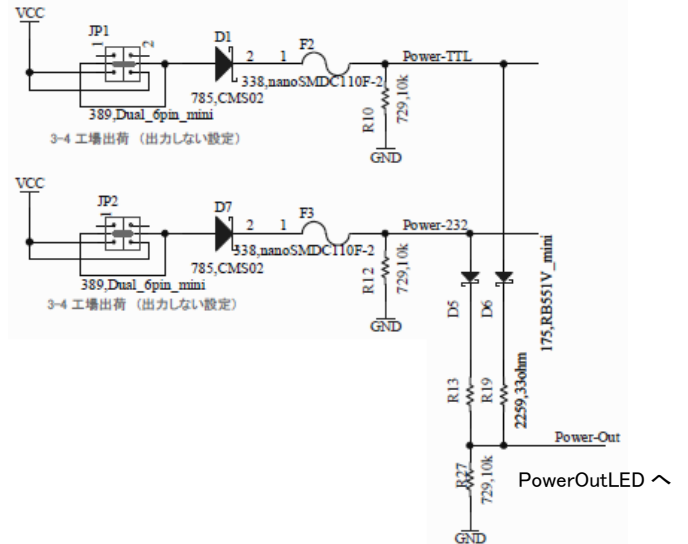 VCC
JP1
1
2
D1
2
1
F2
Power-TTL
338,nanoSMDC110F-2
785,CMS02
389,Dual_6pin_mini
R10
729,10k
3-4 工場出荷 （出力しない設定）
GND
VCC
JP2
1
D7
2
1
F3
Power-232
338,nanoSMDC110F-2
785,CMS02
389,Dual_6pin_mini
R12
729,10k
3-4 工場出荷 （出力しない設定）
GND
D5
D6
175,RB551V_mini
R13
R19
2259,33ohm
Power-Out
R27
729,10k
PowerOutLED へ
GND